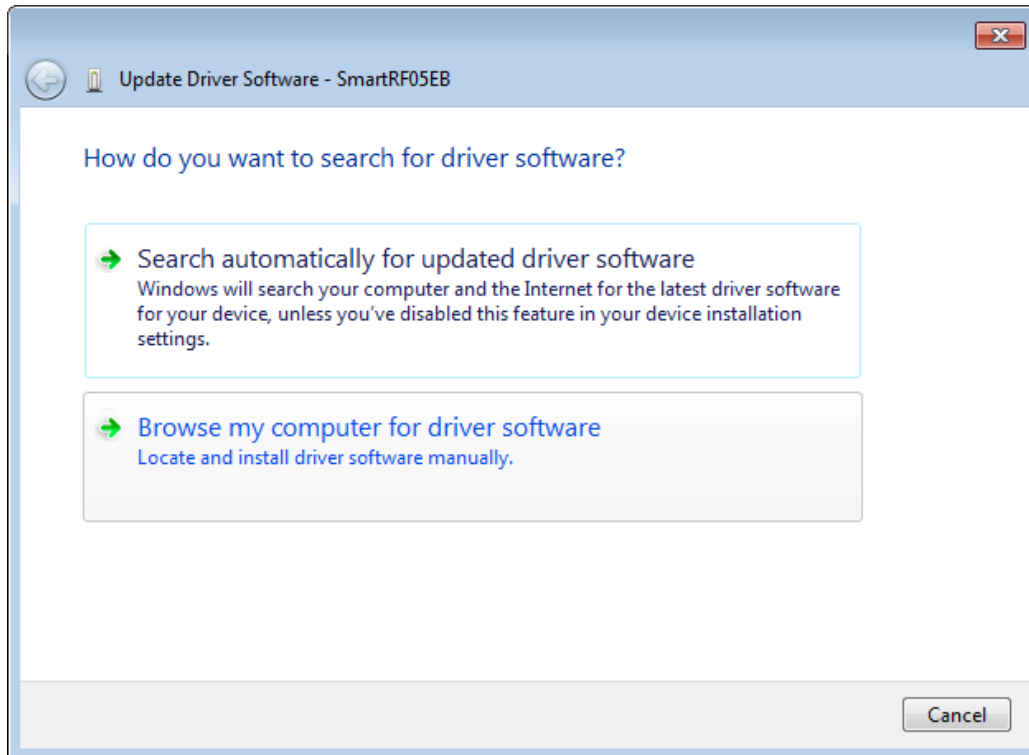 Update Driver Software - SmartRF05EB
How do you want to search for driver software?
Search automatically for updated driver software
Windows will search your computer and the Internet for the latest driver software
for your device, unless you've disabled this feature in your device installation
settings.
Browse my computer for driver software
Locate and install driver software manually.
Cancel